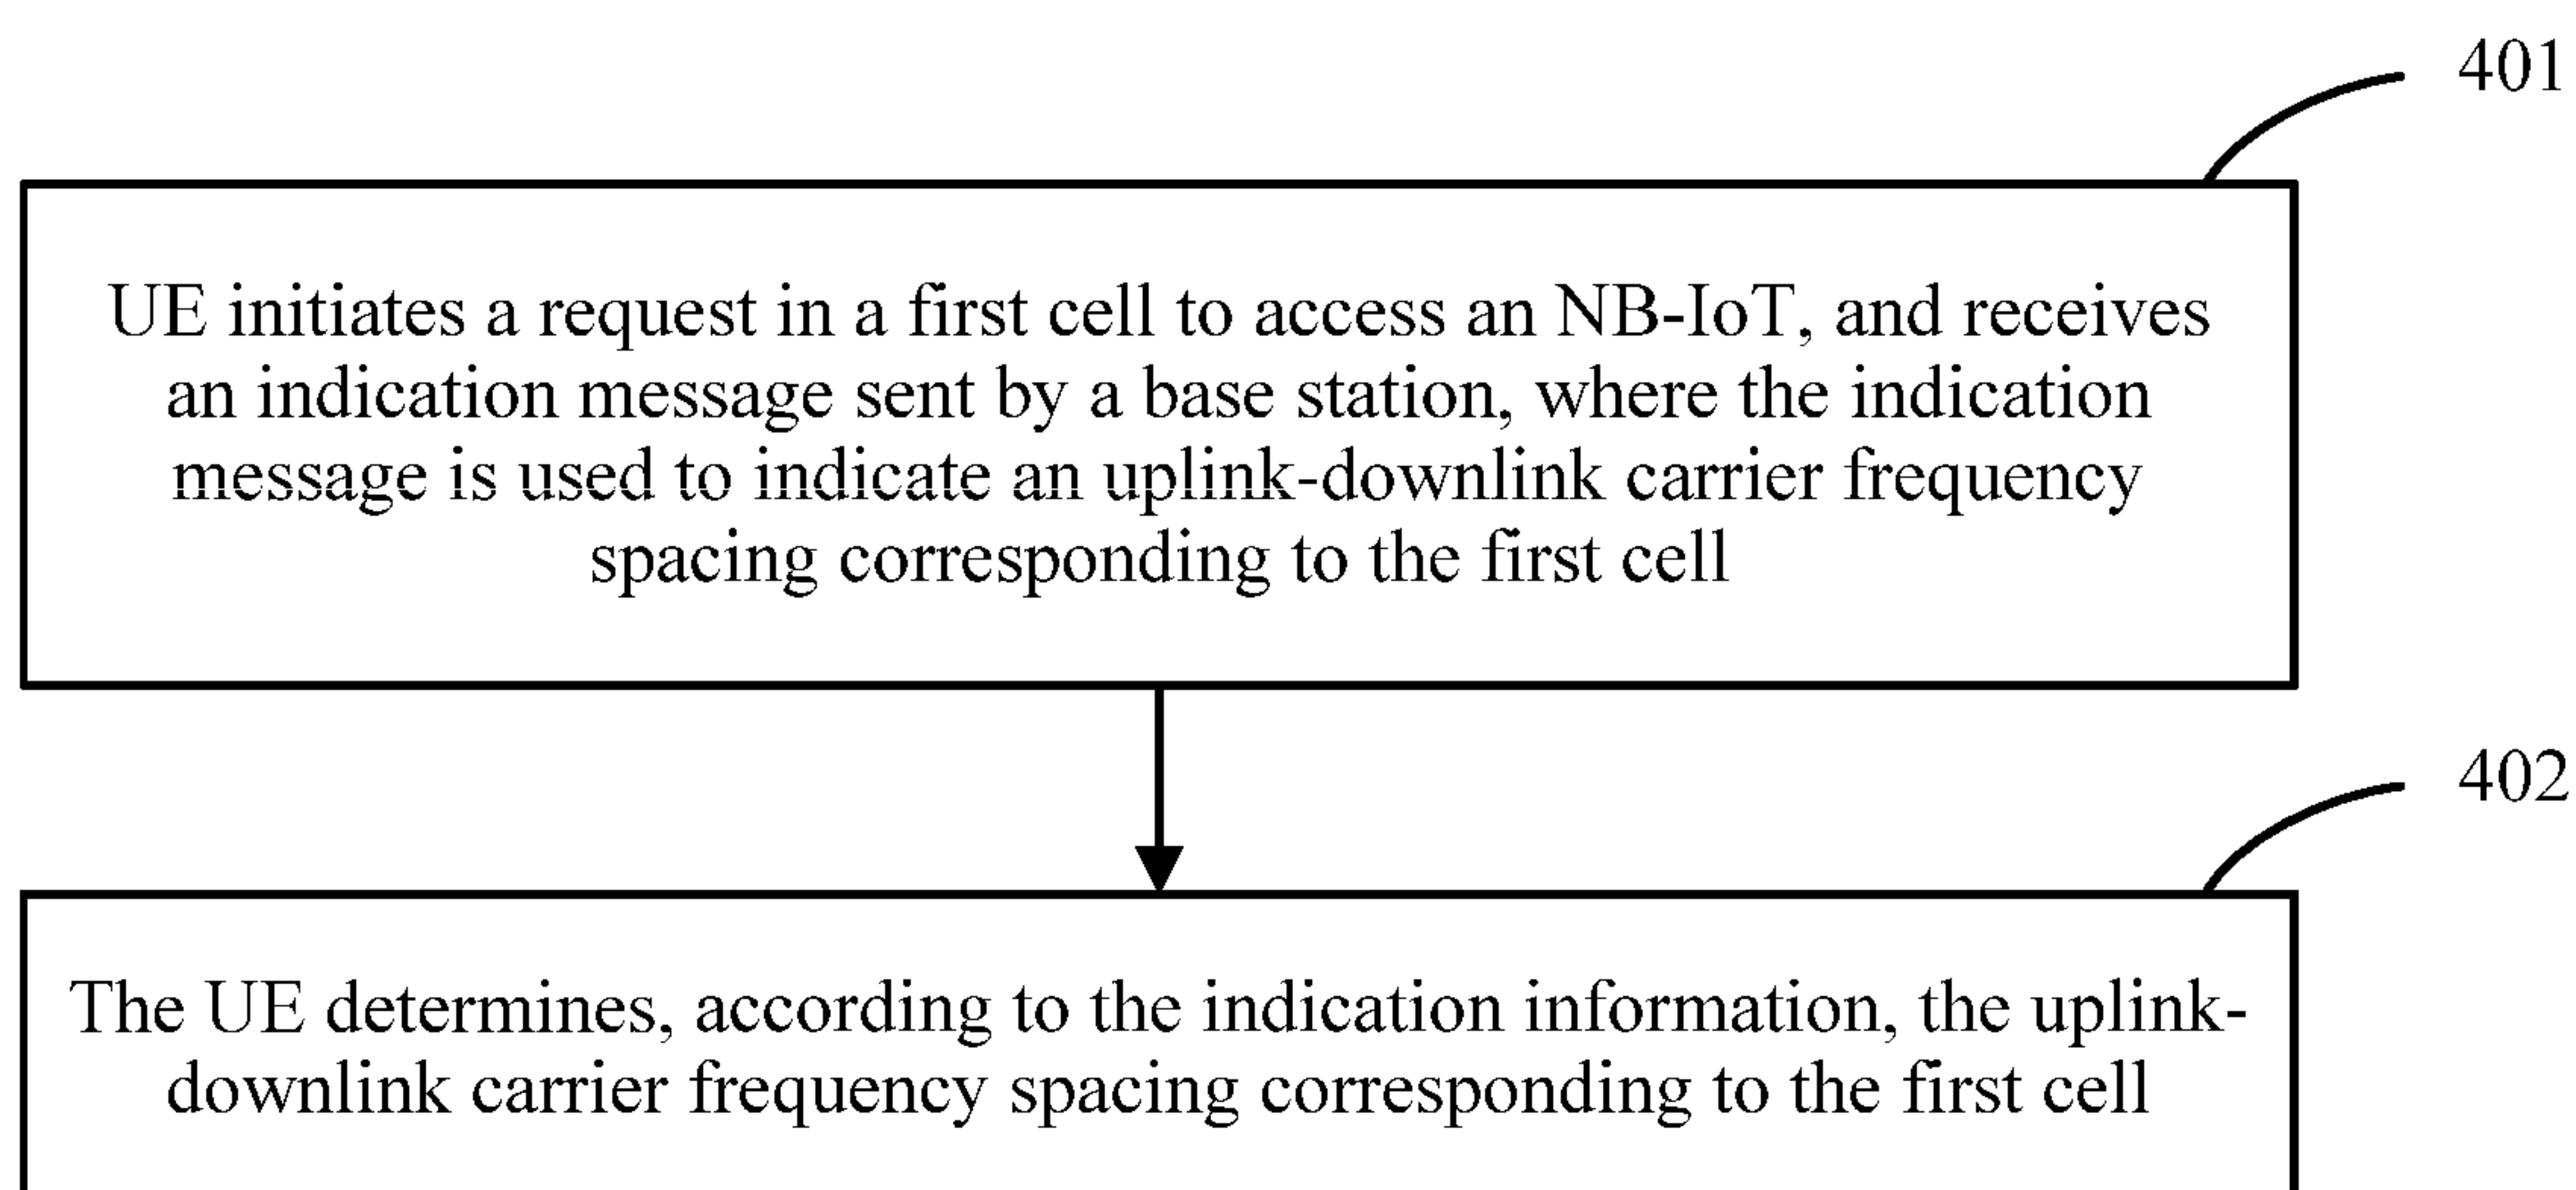 401
UE initiates a request in a first cell to access an NB-IoT, and receives
an indication message sent by a base station, where the indication
message is used to indicate an uplink-downlink carrier frequency
spacing corresponding to the first cell
402
The UE determines, according to the indication information, the uplink-
downlink carrier frequency spacing corresponding to the first cell